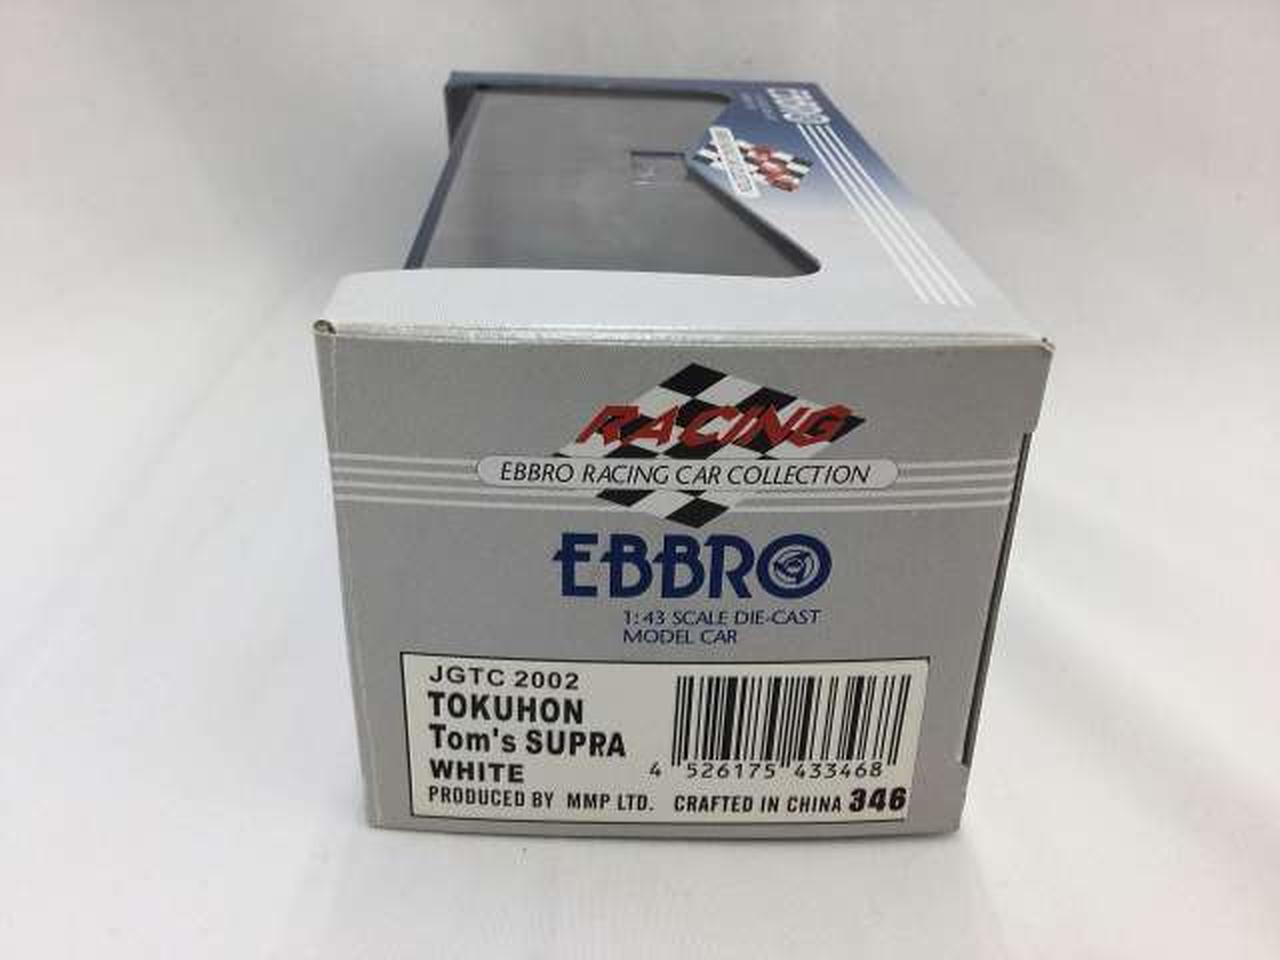 EBBRO
RACING
EBBRO RACING CAR COLLECTION
EBBRO
1:43 SCALE DIE-CAST
MODEL CAR
JGTC 2002
TOKUHON
Tom's SUPRA
WHITE
4 526175 433468
PRODUCED BY MMP LTD. CRAFTED IN CHINA 346